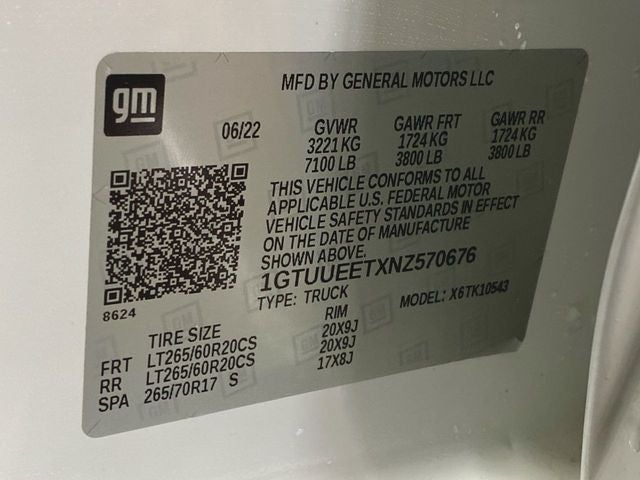 gm
MFD BY GENERAL MOTORS LLC
06/22 GVWR GAWR FRT GAWR RR
3221 KG 1724 KG 1724 KG
7100 LB 3800 LB 3800 LB
THIS VEHICLE CONFORMS TO ALL
APPLICABLE U.S. FEDERAL MOTOR
VEHICLE SAFETY STANDARDS IN EFFECT
ON THE DATE OF MANUFACTURE
SHOWN ABOVE.
1GTUUEETXNZ570676
TYPE: TRUCK MODEL: X6TK10543
8624
TIRE SIZE RIM
FRT LT265/60R20CS 20X9J
RR LT265/60R20CS 20X9J
SPA 265/70R17 S 17X8J